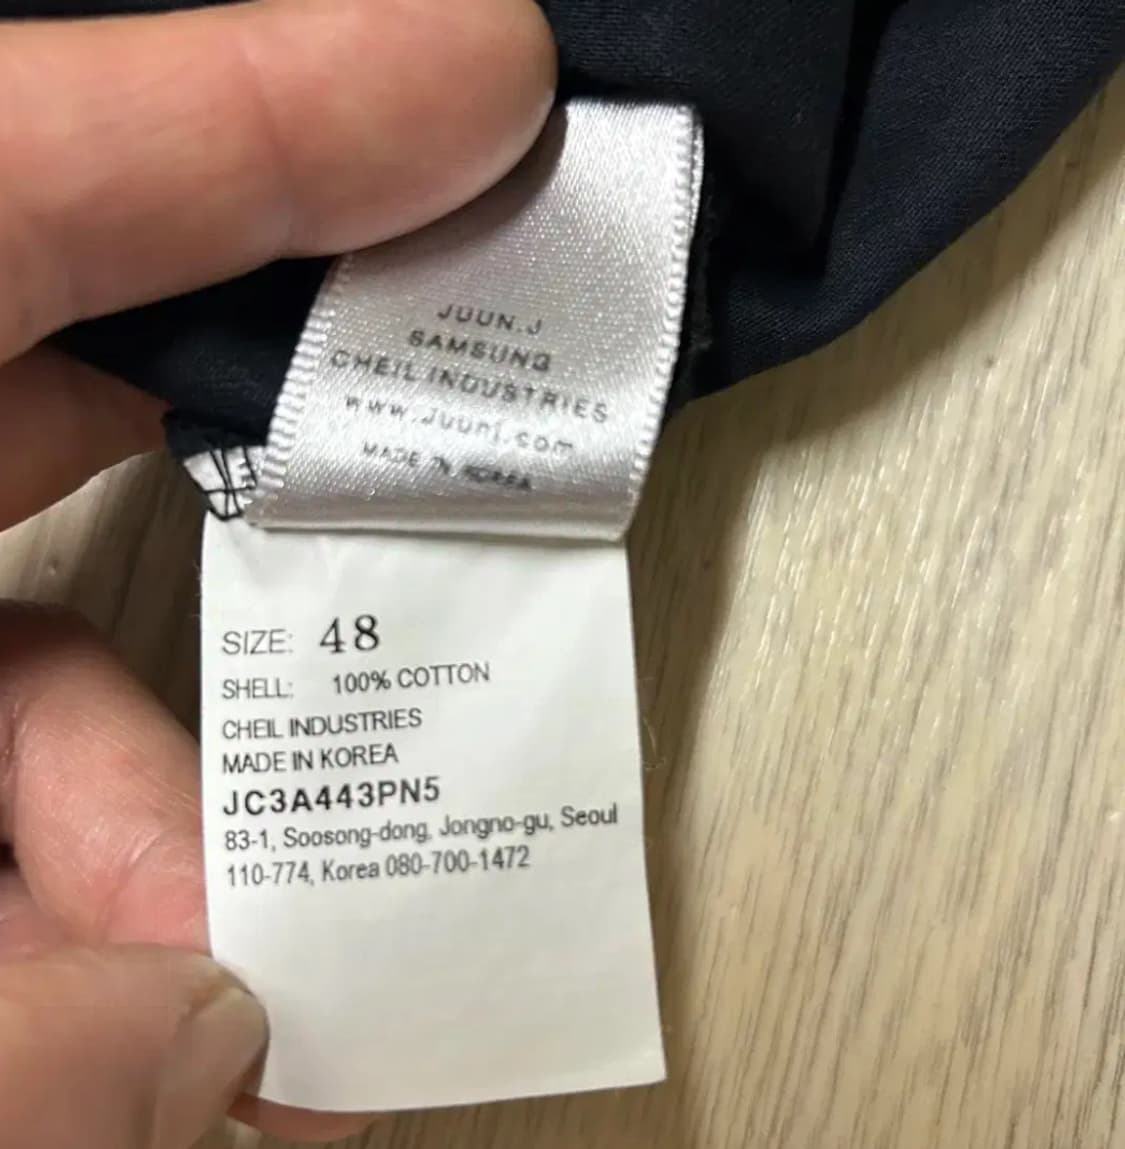 JUUN.J
SAMSUNG
CHEIL INDUSTRIES
www.Juunj.com
MADE IN KOREA
SIZE: 48
SHELL: 100% COTTON
CHEIL INDUSTRIES
MADE IN KOREA
JC3A443PN5
83-1, Soosong-dong, Jongno-gu, Seoul
110-774, Korea 080-700-1472